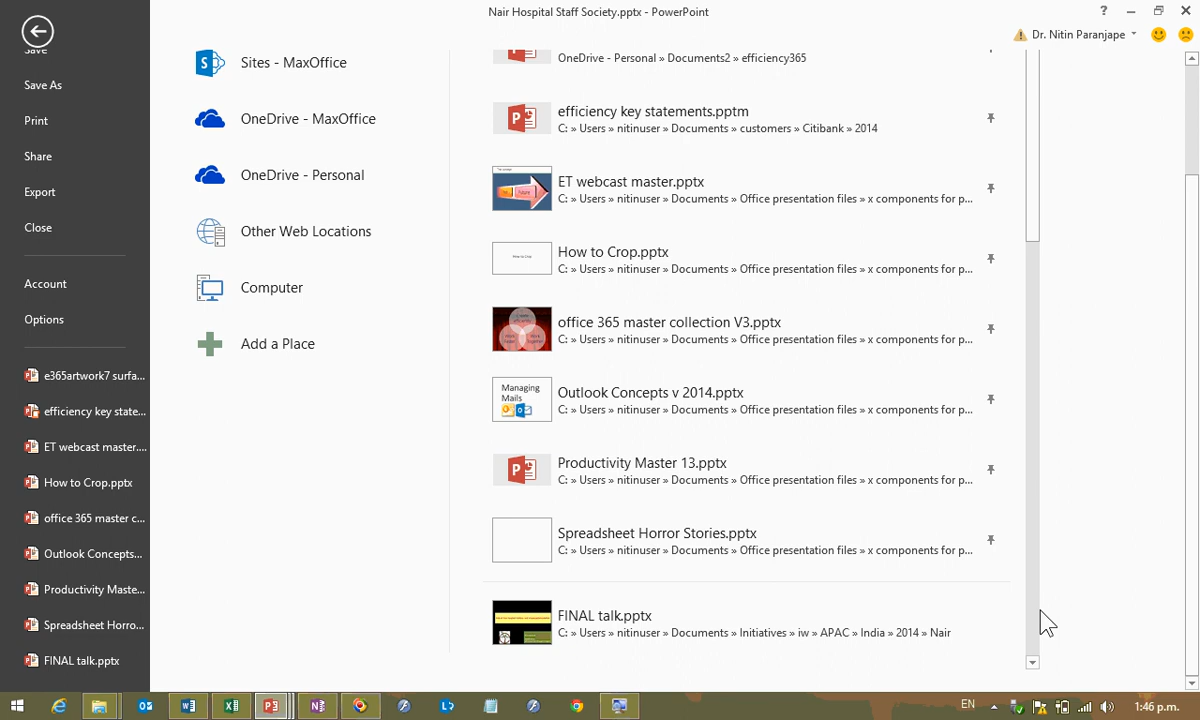 Nair Hospital Staff Society.pptx - PowerPoint
?
Dr. Nitin Paranjape
Save
Save As
Print
Share
Export
Close
Account
Options
e365artwork7 surfa...
efficiency key state...
ET webcast master....
How to Crop.pptx
office 365 master c...
Outlook Concepts...
Productivity Maste...
Spreadsheet Horro...
FINAL talk.pptx
Sites - MaxOffice
OneDrive - MaxOffice
OneDrive - Personal
Other Web Locations
Computer
Add a Place
OneDrive - Personal » Documents2 » efficiency365
efficiency key statements.pptm
C: » Users » nitinuser » Documents » customers » Citibank » 2014
ET webcast master.pptx
C: » Users » nitinuser » Documents » Office presentation files » x components for p...
How to Crop
How to Crop.pptx
C: » Users » nitinuser » Documents » Office presentation files » x components for p...
office 365 master collection V3.pptx
C: » Users » nitinuser » Documents » Office presentation files » x components for p...
Managing
Mails
Outlook Concepts v 2014.pptx
C: » Users » nitinuser » Documents » Office presentation files » x components for p...
Productivity Master 13.pptx
C: » Users » nitinuser » Documents » Office presentation files » x components for p...
Spreadsheet Horror Stories.pptx
C: » Users » nitinuser » Documents » Office presentation files » x components for p...
FINAL talk.pptx
C: » Users » nitinuser » Documents » Initiatives » iw » APAC » India » 2014 » Nair
EN
1:46 p.m.